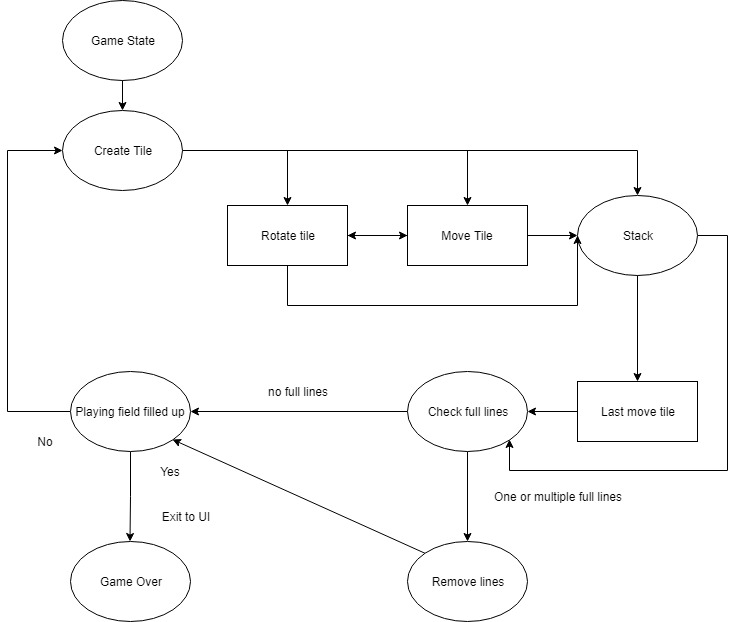 Game State
Create Tile
Rotate tile
Move Tile
Stack
no full lines
Playing field filled up
Check full lines
Last move tile
No
Yes
One or multiple full lines
Exit to UI
Game Over
Remove lines